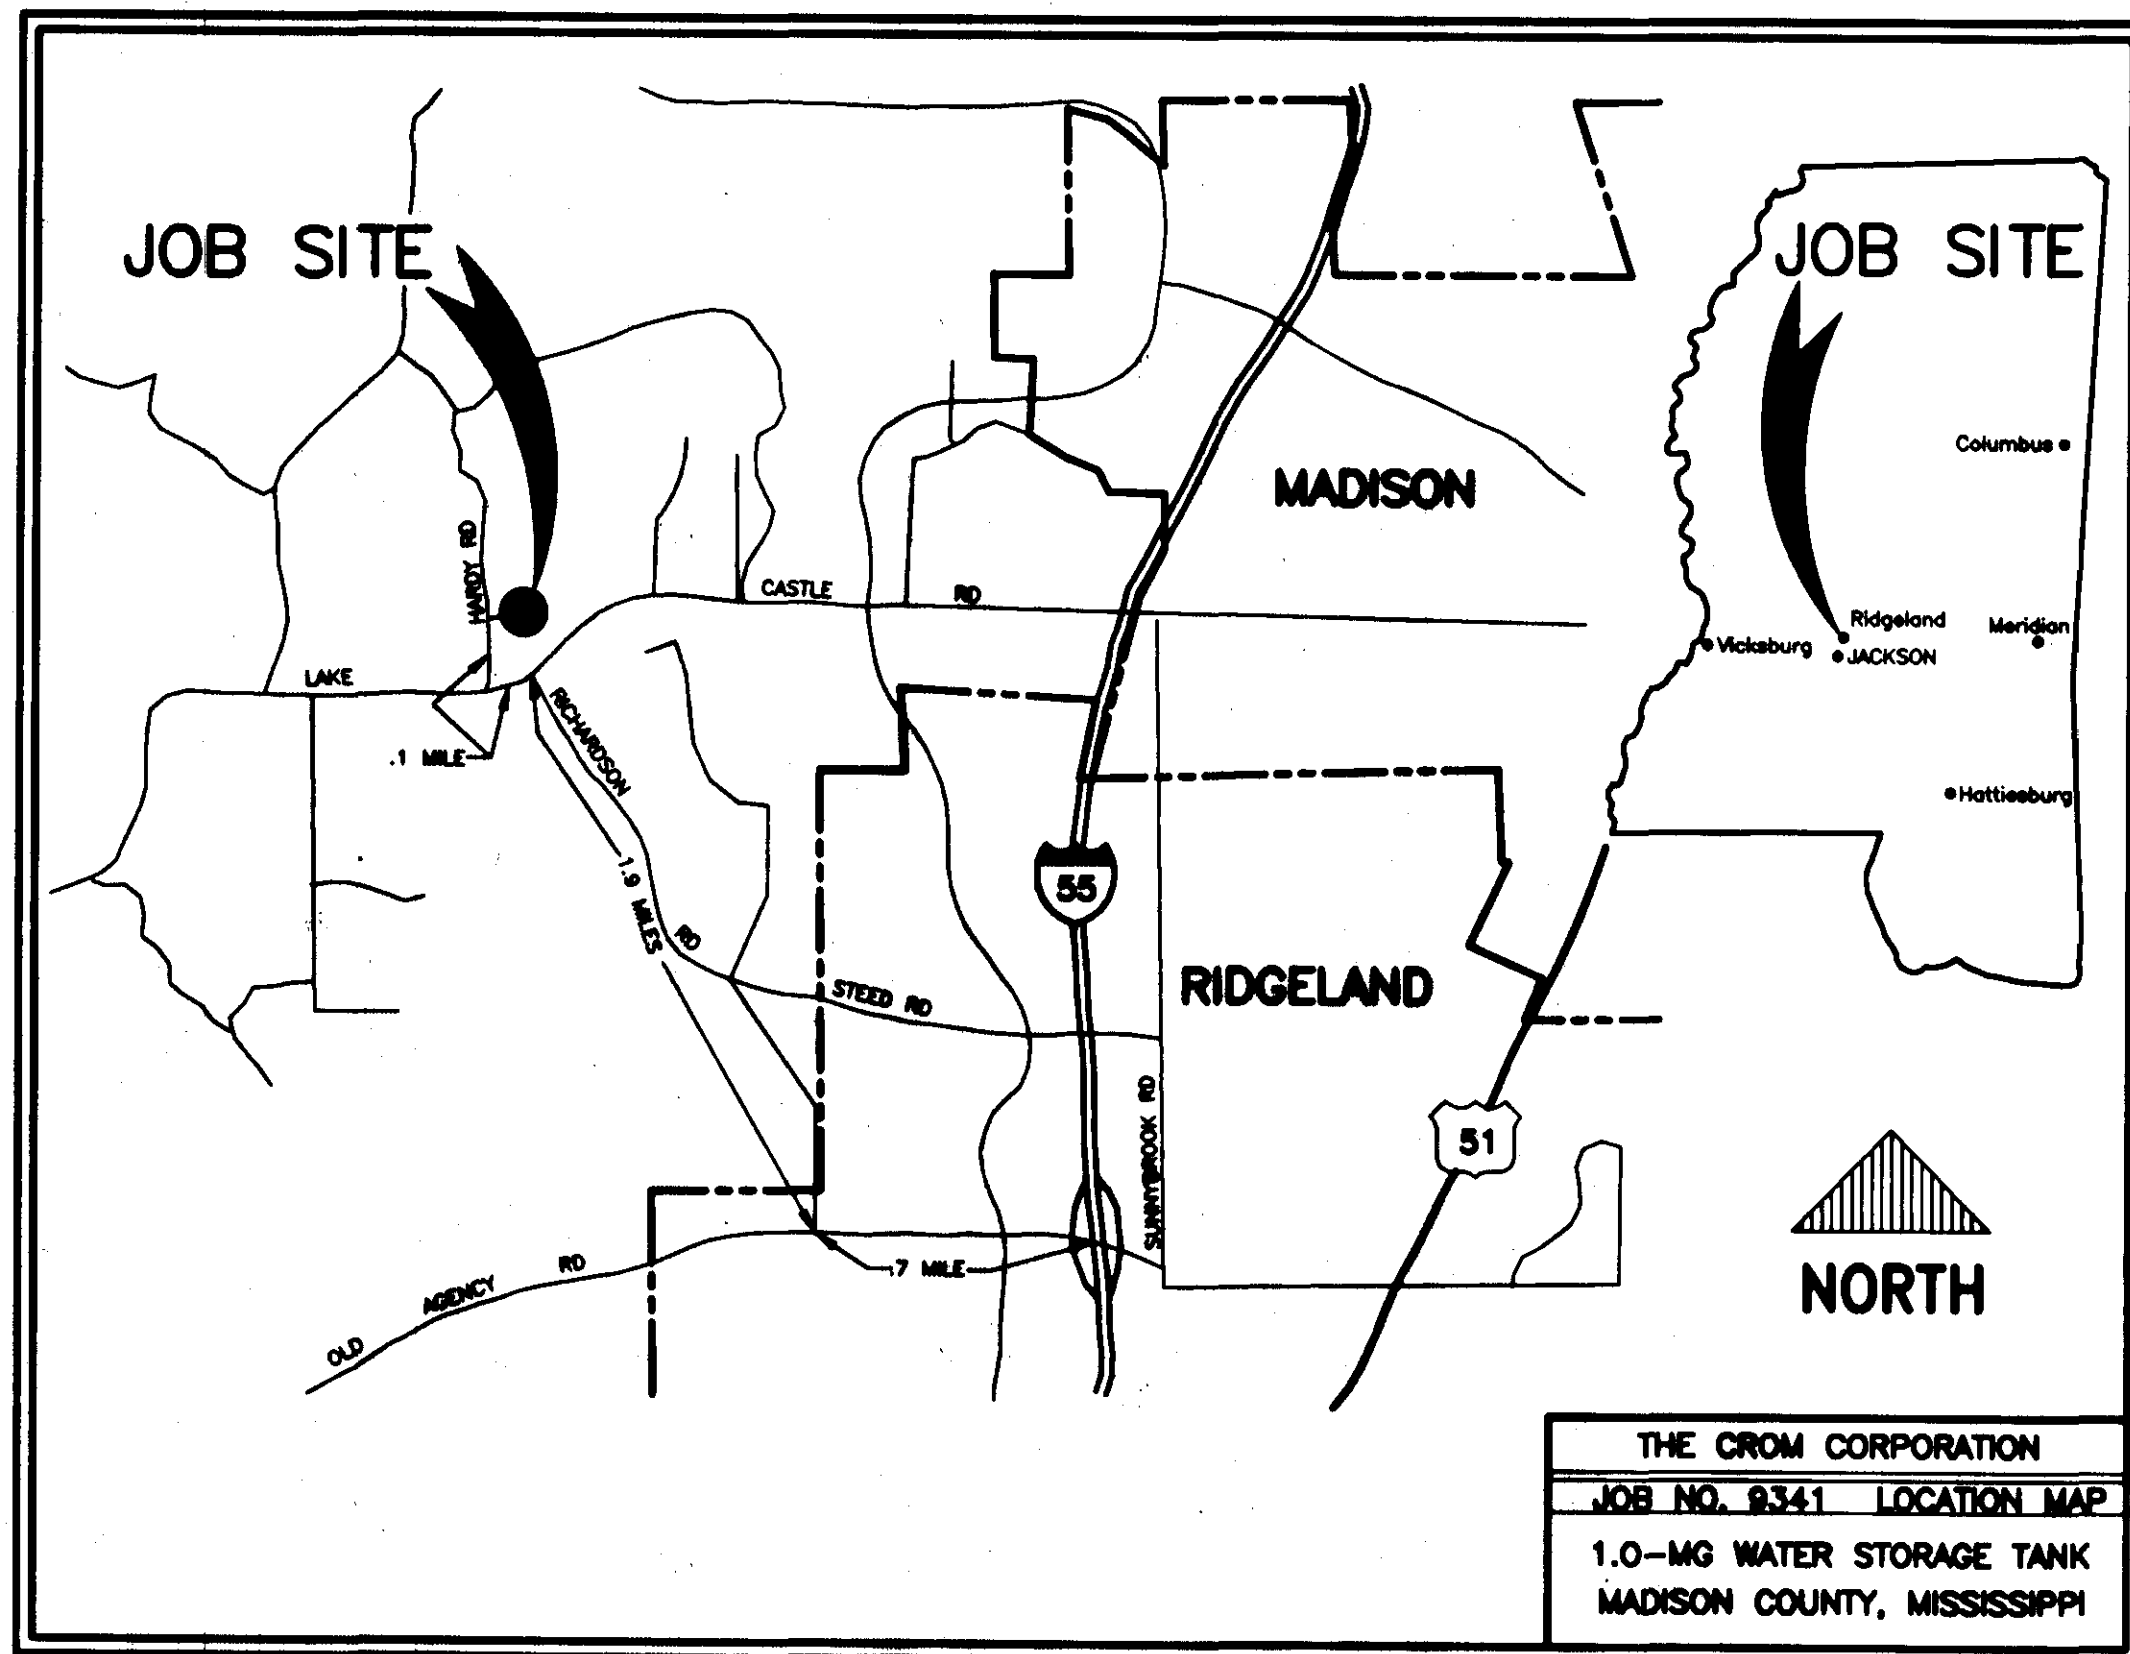 JOB SITE
JOB SITE
Columbus
MADISON
HARDY RD
CASTLE RD
Ridgeland
Meridian
Vicksburg
JACKSON
LAKE
RICHARDSON RD
.1 MILE
Hattiesburg
1.9 MILES
55
STEED RD
RIDGELAND
SUNNYBROOK RD
51
.7 MILE
OLD AGENCY RD
NORTH
THE CROM CORPORATION
JOB NO. 9341 LOCATION MAP
1.0-MG WATER STORAGE TANK
MADISON COUNTY, MISSISSIPPI